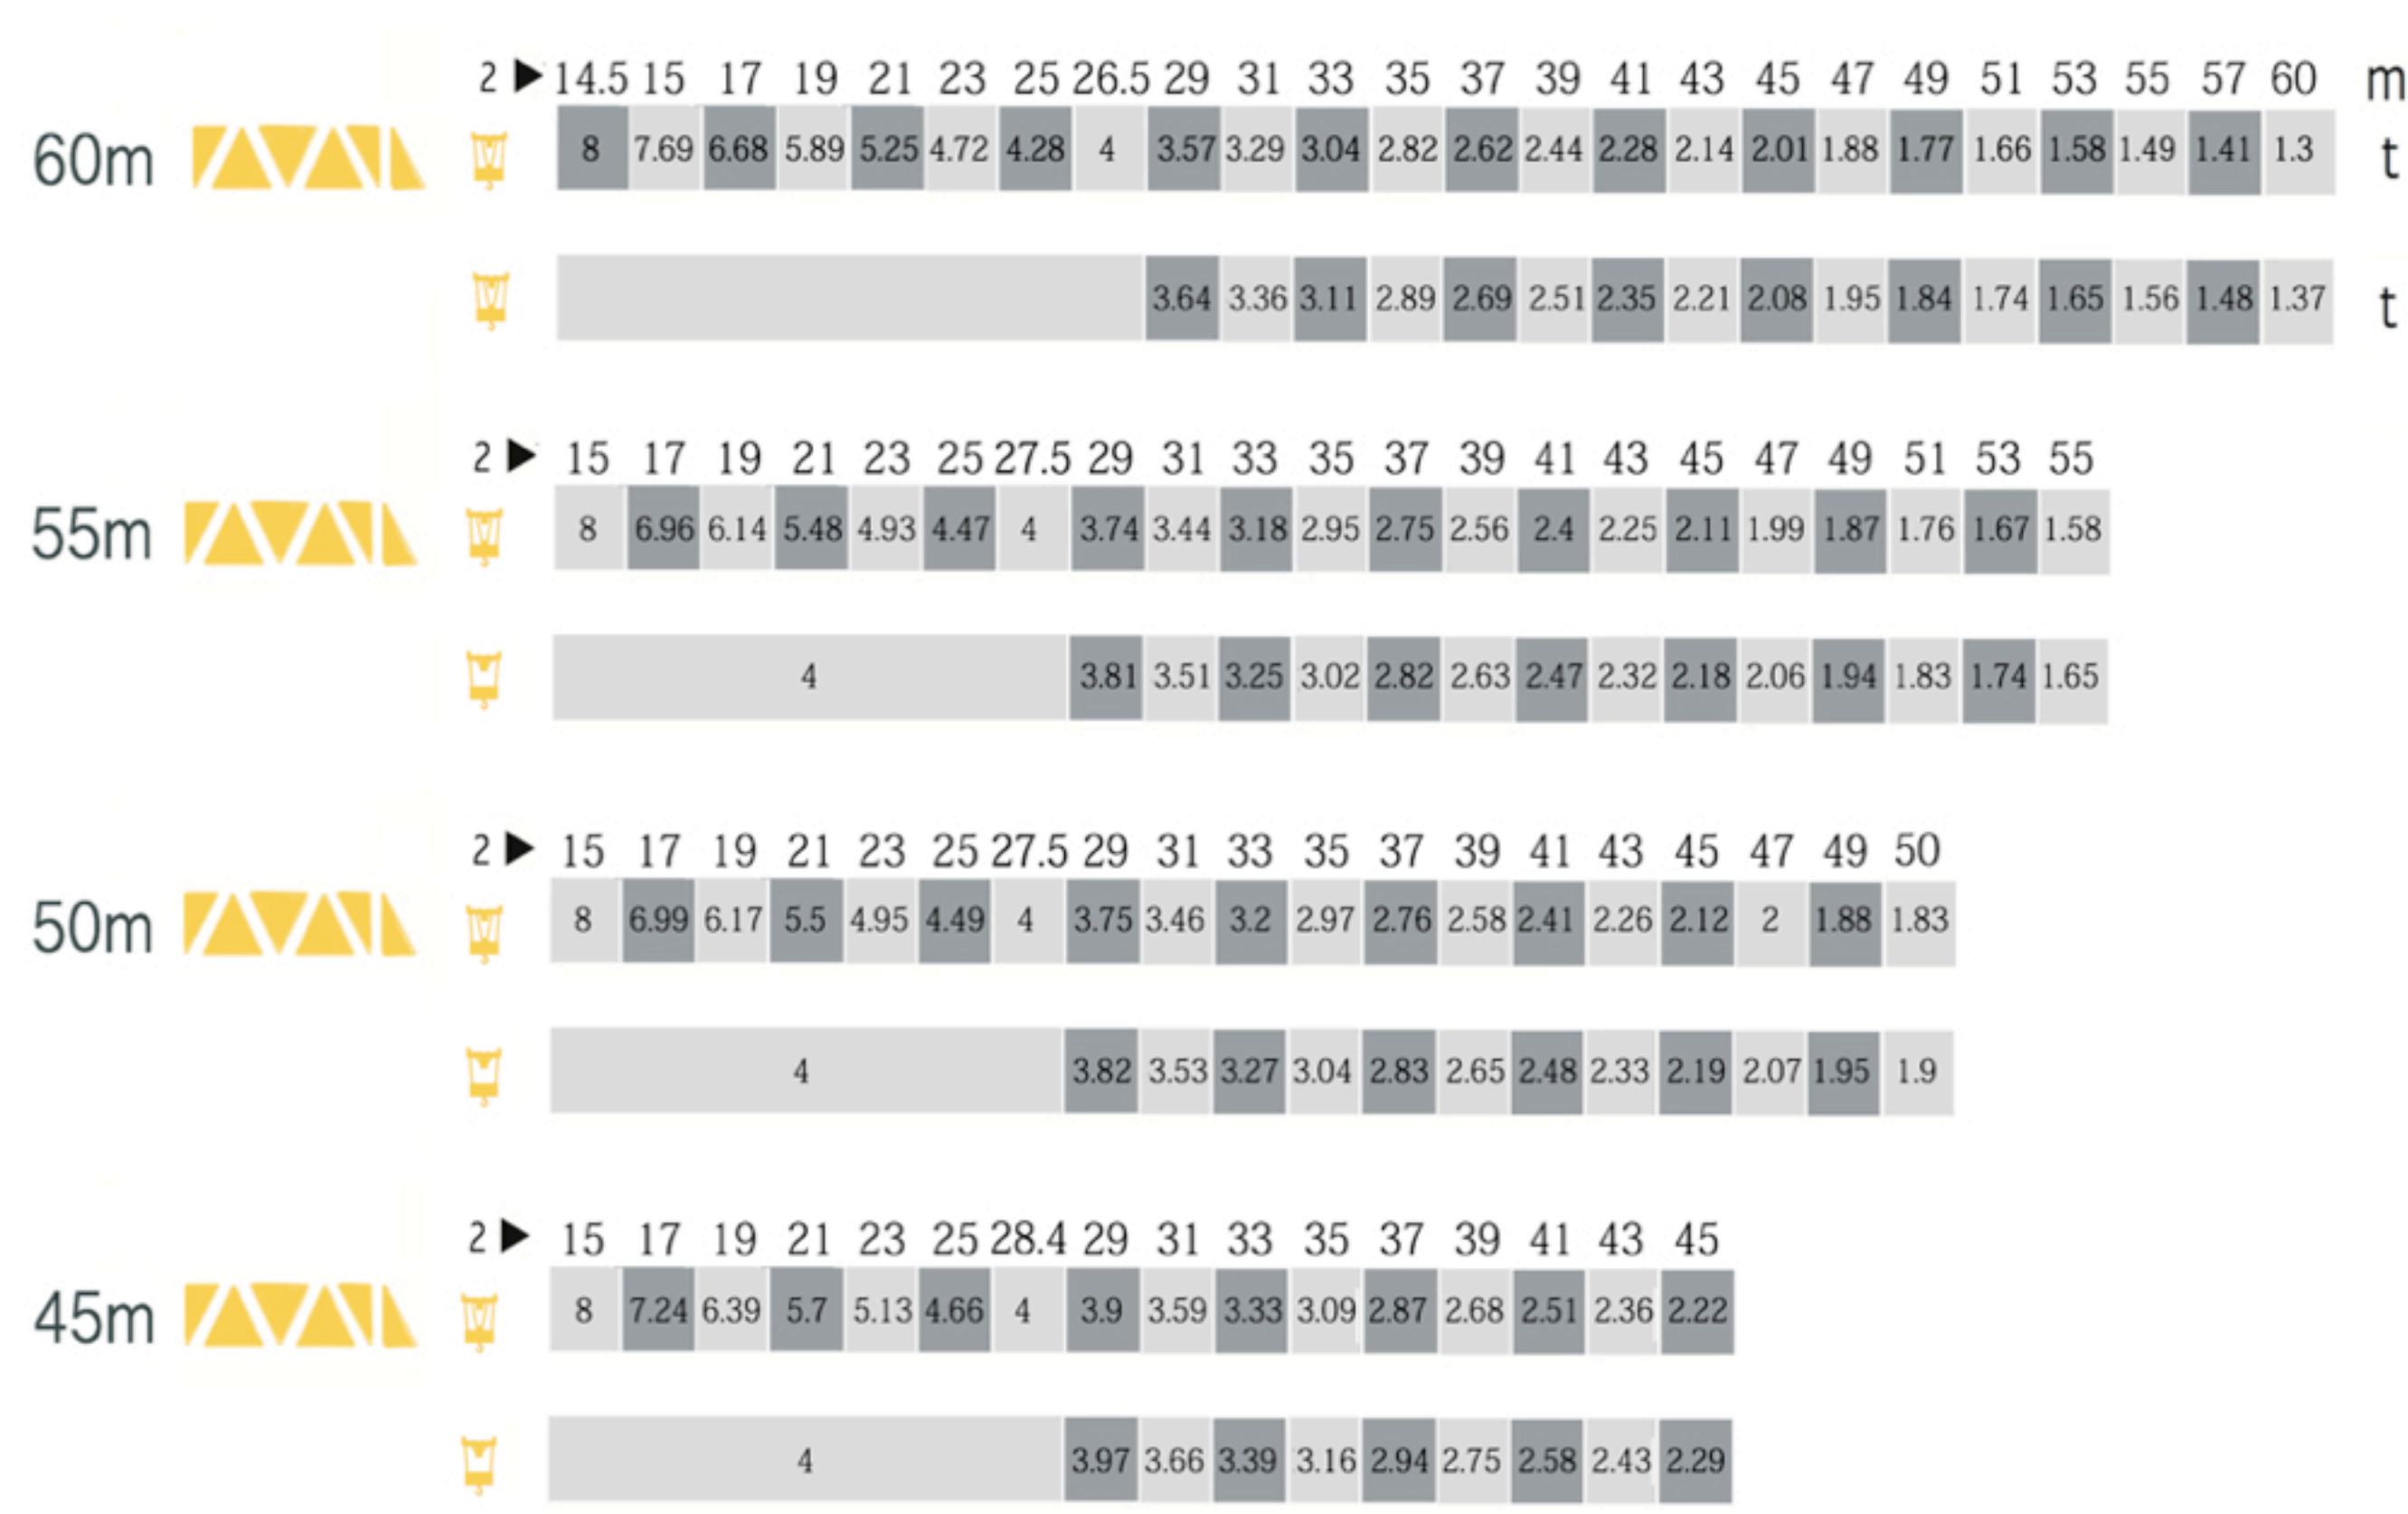 2 ▶ 14.5 15 17 19 21 23 25 26.5 29 31 33 35 37 39 41 43 45 47 49 51 53 55 57 60 m
60m 8 7.69 6.68 5.89 5.25 4.72 4.28 4 3.57 3.29 3.04 2.82 2.62 2.44 2.28 2.14 2.01 1.88 1.77 1.66 1.58 1.49 1.41 1.3 t
3.64 3.36 3.11 2.89 2.69 2.51 2.35 2.21 2.08 1.95 1.84 1.74 1.65 1.56 1.48 1.37 t
2 ▶ 15 17 19 21 23 25 27.5 29 31 33 35 37 39 41 43 45 47 49 51 53 55
55m 8 6.96 6.14 5.48 4.93 4.47 4 3.74 3.44 3.18 2.95 2.75 2.56 2.4 2.25 2.11 1.99 1.87 1.76 1.67 1.58
4 3.81 3.51 3.25 3.02 2.82 2.63 2.47 2.32 2.18 2.06 1.94 1.83 1.74 1.65
2 ▶ 15 17 19 21 23 25 27.5 29 31 33 35 37 39 41 43 45 47 49 50
50m 8 6.99 6.17 5.5 4.95 4.49 4 3.75 3.46 3.2 2.97 2.76 2.58 2.41 2.26 2.12 2 1.88 1.83
4 3.82 3.53 3.27 3.04 2.83 2.65 2.48 2.33 2.19 2.07 1.95 1.9
2 ▶ 15 17 19 21 23 25 28.4 29 31 33 35 37 39 41 43 45
45m 8 7.24 6.39 5.7 5.13 4.66 4 3.9 3.59 3.33 3.09 2.87 2.68 2.51 2.36 2.22
4 3.97 3.66 3.39 3.16 2.94 2.75 2.58 2.43 2.29